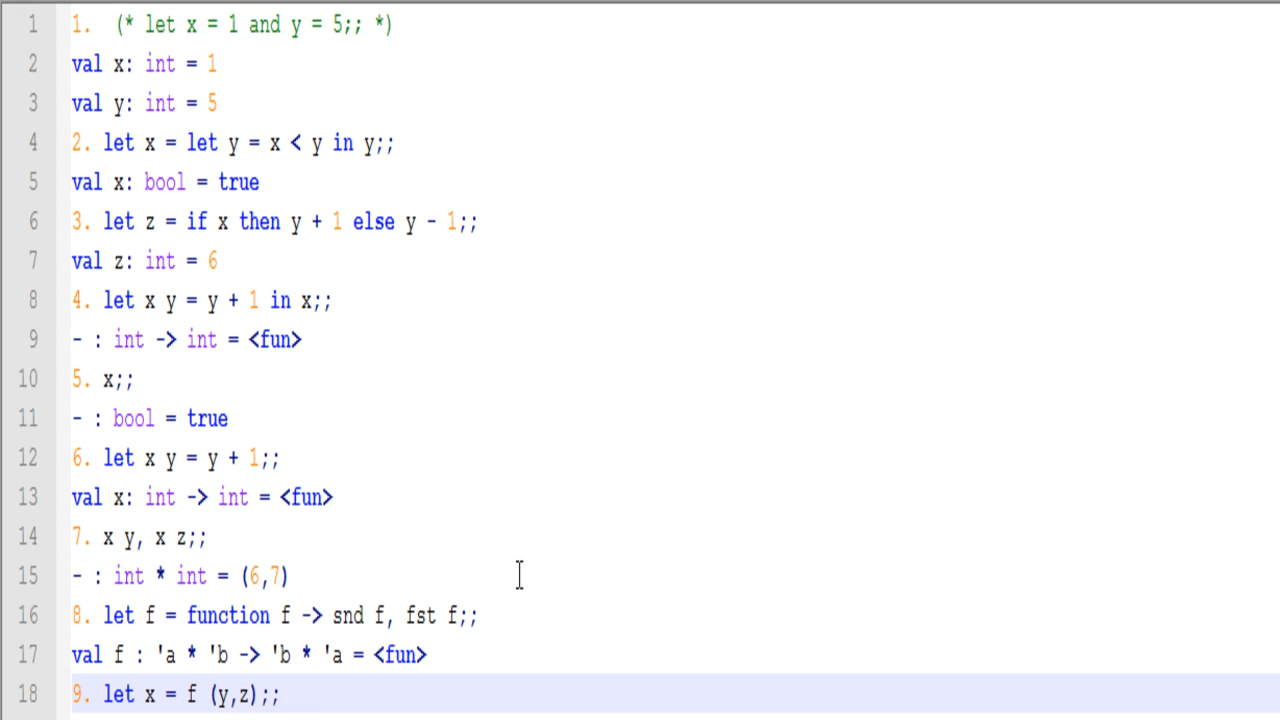 1 1. (* let x = 1 and y = 5;; *)
2 val x: int = 1
3 val y: int = 5
4 2. let x = let y = x < y in y;;
5 val x: bool = true
6 3. let z = if x then y + 1 else y - 1;;
7 val z: int = 6
8 4. let x y = y + 1 in x;;
9 - : int -> int = <fun>
10 5. x;;
11 - : bool = true
12 6. let x y = y + 1;;
13 val x: int -> int = <fun>
14 7. x y, x z;;
15 - : int * int = (6,7)
16 8. let f = function f -> snd f, fst f;;
17 val f : 'a * 'b -> 'b * 'a = <fun>
18 9. let x = f (y,z);;